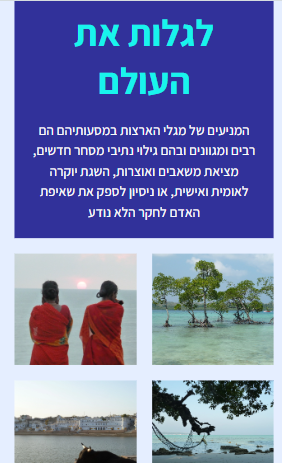 לגלות את
העולם
המניעים של מגלי הארצות במסעותיהם הם
רבים ומגוונים ובהם גילוי נתיבי מסחר חדשים,
מציאת משאבים ואוצרות, השגת יוקרה
לאומית ואישית, או ניסיון לספק את שאיפת
האדם לחקר הלא נודע